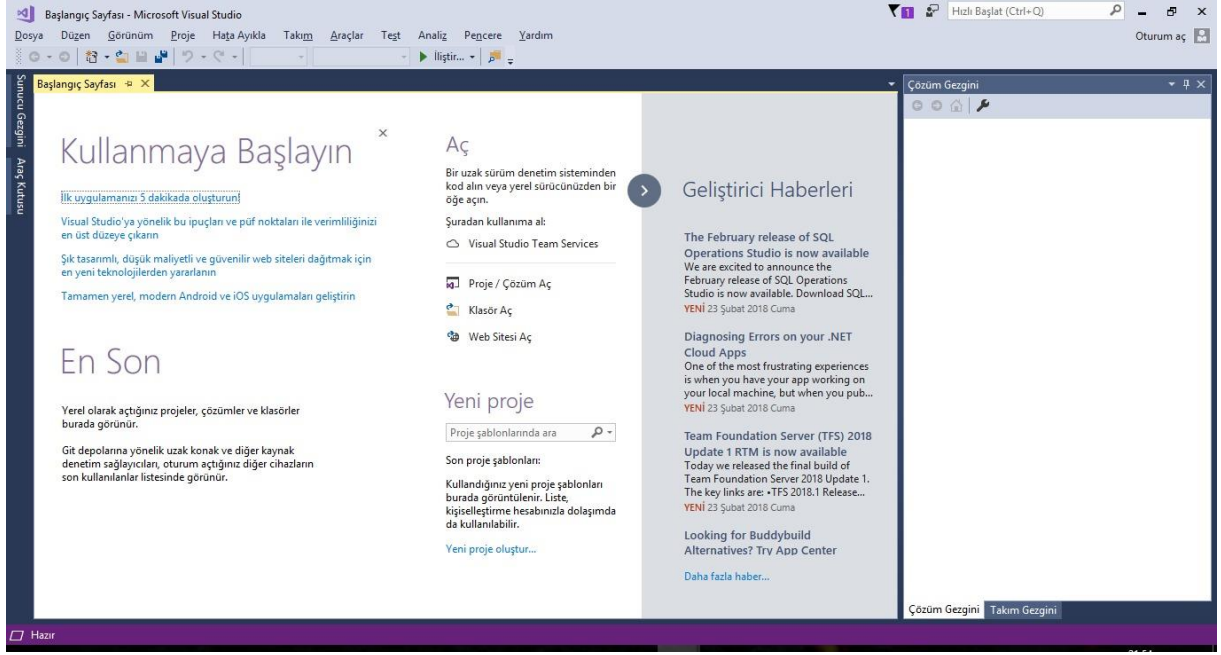 Başlangıç Sayfası - Microsoft Visual Studio
1
Hızlı Başlat (Ctrl+Q)
Dosya Düzen Görünüm Proje Hata Ayıkla Takım Araçlar Test Analiz Pencere Yardım
Oturum aç
İliştir...
Sunucu Gezgini
Araç Kutusu
Başlangıç Sayfası
Kullanmaya Başlayın
İlk uygulamanızı 5 dakikada oluşturun!
Visual Studio'ya yönelik bu ipuçları ve püf noktaları ile verimliliğinizi
en üst düzeye çıkarın
Şık tasarımlı, düşük maliyetli ve güvenilir web siteleri dağıtmak için
en yeni teknolojilerden yararlanın
Tamamen yerel, modern Android ve iOS uygulamaları geliştirin
En Son
Yerel olarak açtığınız projeler, çözümler ve klasörler
burada görünür.
Git depolarına yönelik uzak konak ve diğer kaynak
denetim sağlayıcıları, oturum açtığınız diğer cihazların
son kullanılanlar listesinde görünür.
Aç
Bir uzak sürüm denetim sisteminden
kod alın veya yerel sürücünüzden bir
öğe açın.
Şuradan kullanıma al:
Visual Studio Team Services
Proje / Çözüm Aç
Klasör Aç
Web Sitesi Aç
Yeni proje
Proje şablonlarında ara
Son proje şablonları:
Kullandığınız yeni proje şablonları
burada görüntülenir. Liste,
kişiselleştirme hesabınızla dolaşımda
da kullanılabilir.
Yeni proje oluştur...
Geliştirici Haberleri
The February release of SQL
Operations Studio is now available
We are excited to announce the
February release of SQL Operations
Studio is now available. Download SQL...
YENİ 23 Şubat 2018 Cuma
Diagnosing Errors on your .NET
Cloud Apps
One of the most frustrating experiences
is when you have your app working on
your local machine, but when you pub...
YENİ 23 Şubat 2018 Cuma
Team Foundation Server (TFS) 2018
Update 1 RTM is now available
Today we released the final build of
Team Foundation Server 2018 Update 1.
The key links are: •TFS 2018.1 Release...
YENİ 23 Şubat 2018 Cuma
Looking for Buddybuild
Alternatives? Try App Center
Daha fazla haber...
Çözüm Gezgini
Çözüm Gezgini Takım Gezgini
Hazır